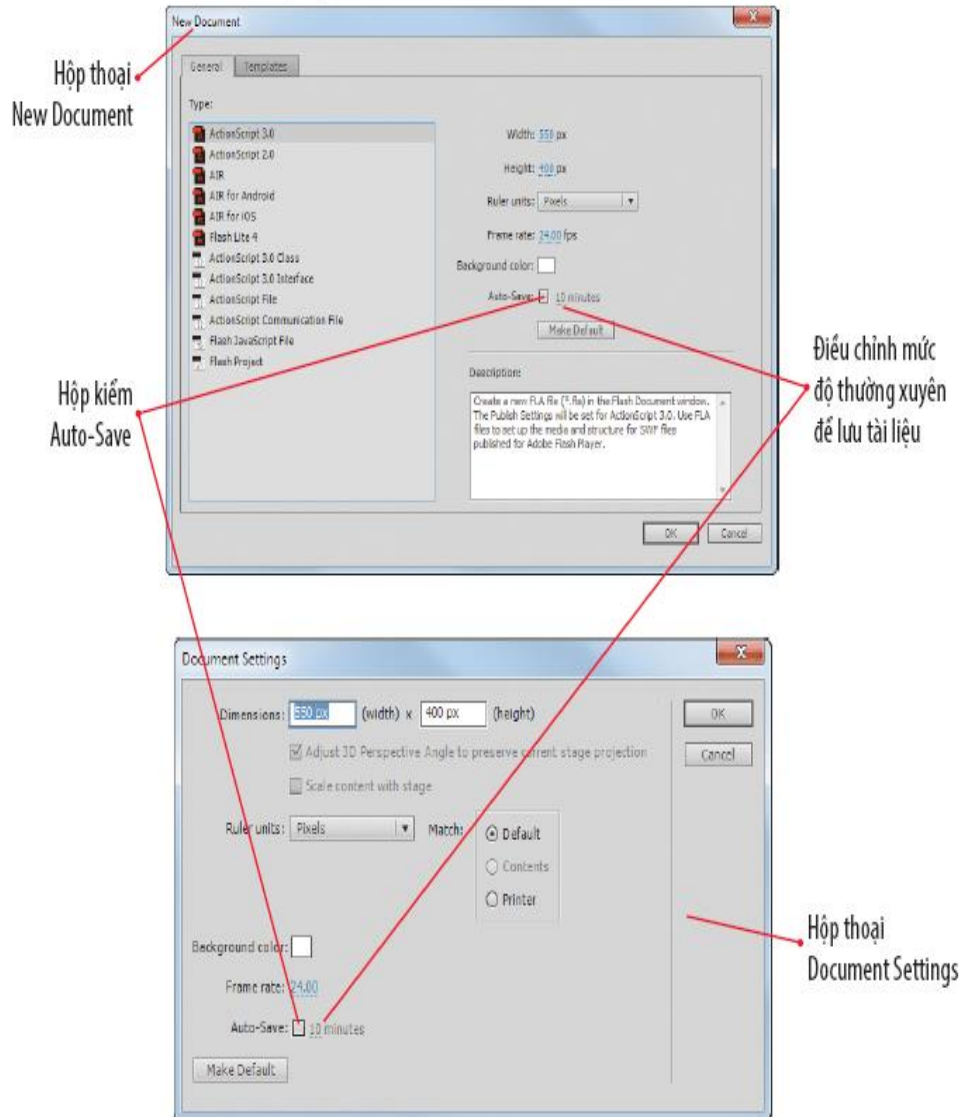 New Document
Hộp thoại
New Document
General Templates
Type:
ActionScript 3.0
ActionScript 2.0
AIR
AIR for Android
AIR for iOS
Flash Lite 4
ActionScript 3.0 Class
ActionScript 3.0 Interface
ActionScript File
ActionScript Communication File
Flash JavaScript File
Flash Project
Width: 550 px
Height: 400 px
Ruler units: Pixels
Frame rate: 24.00 fps
Background color:
Auto-Save: 10 minutes
Make Default
Description:
Create a new FLA file (*.fla) in the Flash Document window.
The Publish Settings will be set for ActionScript 3.0. Use FLA
files to set up the media and structure for SWF files
published for Adobe Flash Player.
OK Cancel
Hộp kiểm
Auto-Save
Điều chỉnh mức
độ thường xuyên
để lưu tài liệu
Document Settings
Dimensions: 550 px (width) x 400 px (height)
OK
Adjust 3D Perspective Angle to preserve current stage projection
Cancel
Scale content with stage
Ruler units: Pixels Match: Default
Contents
Printer
Background color:
Frame rate: 24.00
Auto-Save: 10 minutes
Make Default
Hộp thoại
Document Settings